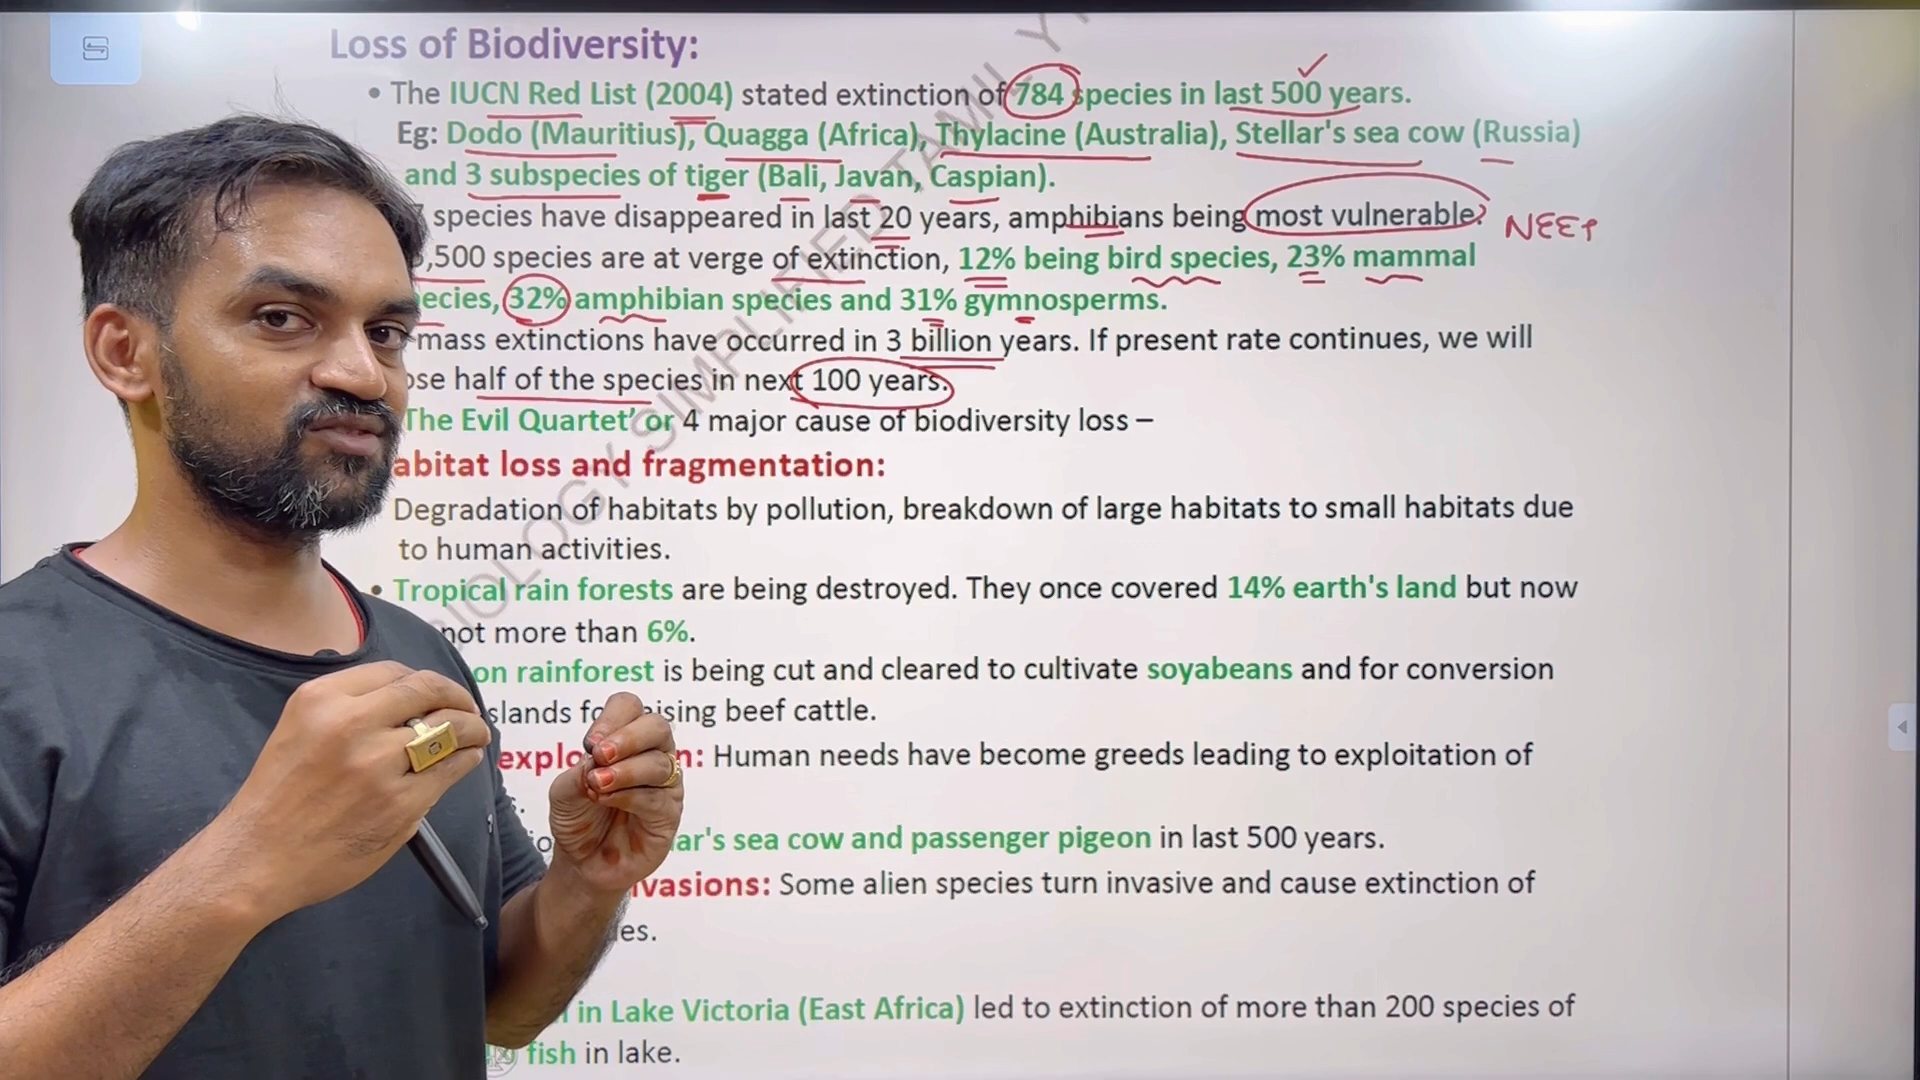 Loss of Biodiversity:
• The IUCN Red List (2004) stated extinction of 784 species in last 500 years.
Eg: Dodo (Mauritius), Quagga (Africa), Thylacine (Australia), Stellar's sea cow (Russia)
and 3 subspecies of tiger (Bali, Javan, Caspian).
species have disappeared in last 20 years, amphibians being most vulnerable.
NEET
,500 species are at verge of extinction, 12% being bird species, 23% mammal
ecies, 32% amphibian species and 31% gymnosperms.
mass extinctions have occurred in 3 billion years. If present rate continues, we will
ose half of the species in next 100 years.
The Evil Quartet' or 4 major cause of biodiversity loss –
abitat loss and fragmentation:
Degradation of habitats by pollution, breakdown of large habitats to small habitats due
to human activities.
• Tropical rain forests are being destroyed. They once covered 14% earth's land but now
not more than 6%.
on rainforest is being cut and cleared to cultivate soyabeans and for conversion
slands fo ising beef cattle.
explo n: Human needs have become greeds leading to exploitation of
s.
ar's sea cow and passenger pigeon in last 500 years.
nvasions: Some alien species turn invasive and cause extinction of
es.
in Lake Victoria (East Africa) led to extinction of more than 200 species of
fish in lake.
BIOLOGY SIMPLIFIED TAMIL YT